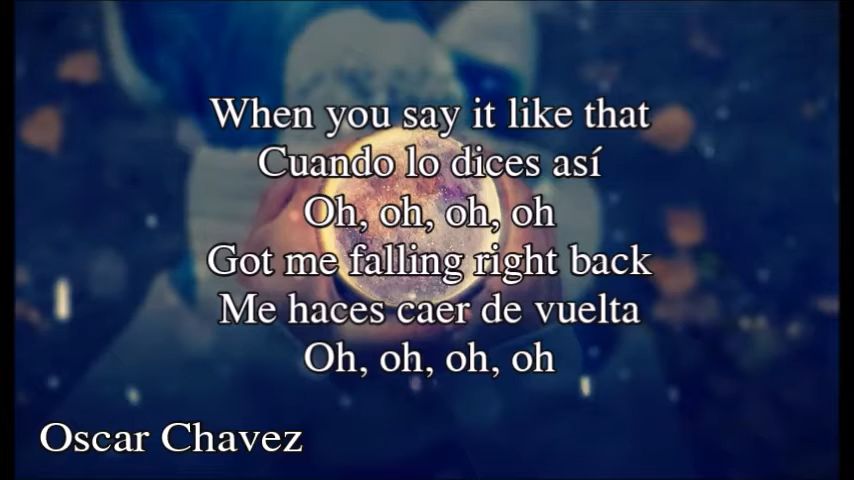 When you say it like that
Cuando lo dices así
Oh, oh, oh, oh
Got me falling right back
Me haces caer de vuelta
Oh, oh, oh, oh
Oscar Chavez